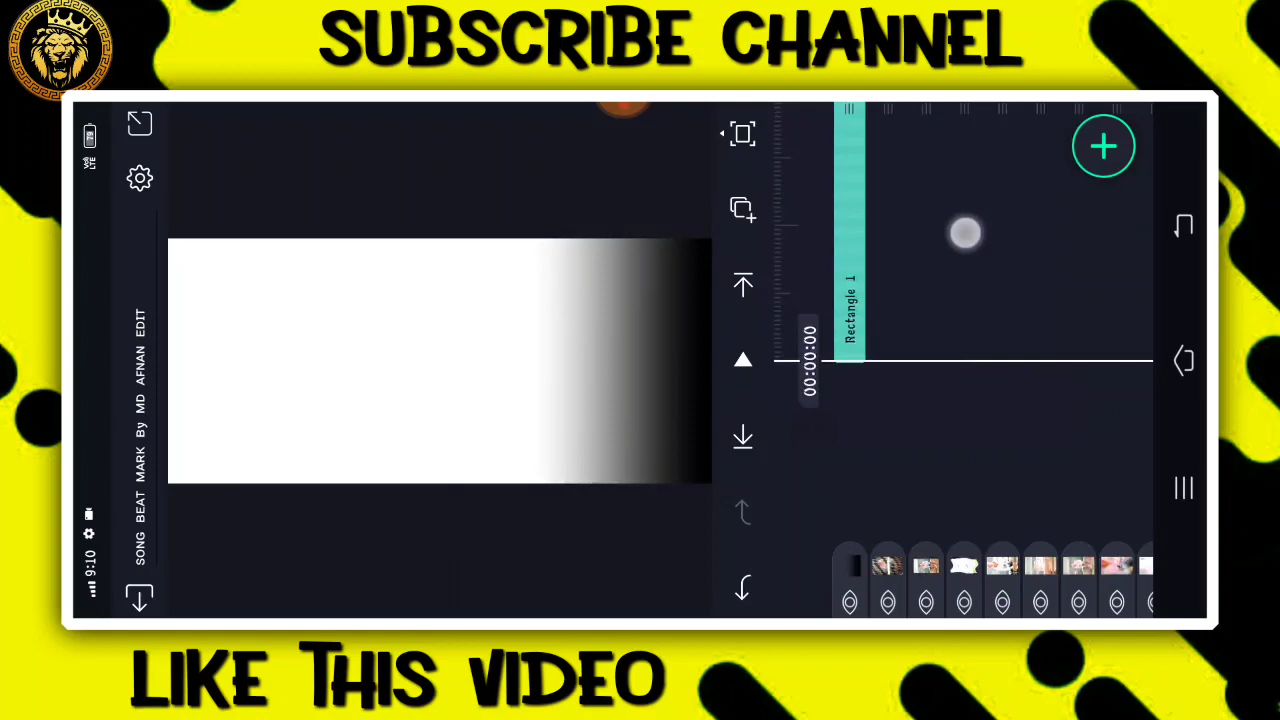 SUBSCRIBE CHANNEL
9:10
SONG BEAT MARK By MD AFNAN EDIT
00:00:00
Rectangle 1
LIKE THIS VIDEO